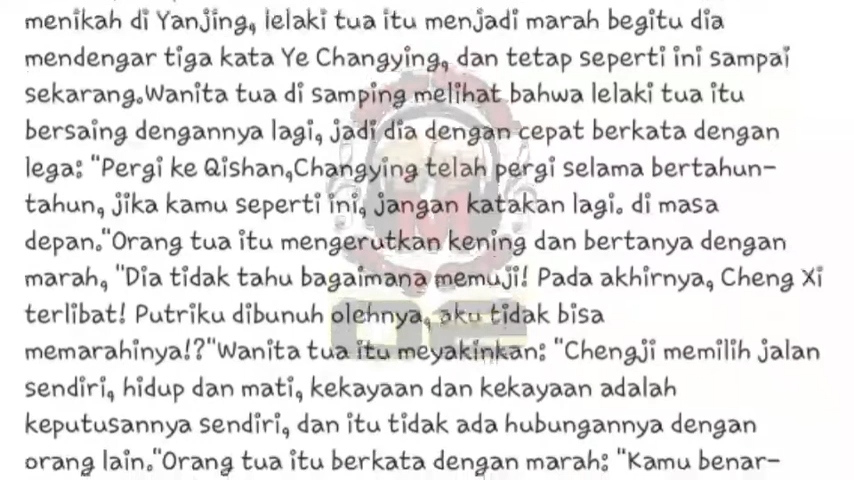 menikah di Yanjing, lelaki tua itu menjadi marah begitu dia
mendengar tiga kata Ye Changying, dan tetap seperti ini sampai
sekarang.Wanita tua di samping melihat bahwa lelaki tua itu
bersaing dengannya lagi, jadi dia dengan cepat berkata dengan
lega: "Pergi ke Qishan,Changying telah pergi selama bertahun-
tahun, jika kamu seperti ini, jangan katakan lagi. di masa
depan."Orang tua itu mengerutkan kening dan bertanya dengan
marah, "Dia tidak tahu bagaimana memuji! Pada akhirnya, Cheng Xi
terlibat! Putriku dibunuh olehnya, aku tidak bisa
memarahinya!?"Wanita tua itu meyakinkan: "Chengji memilih jalan
sendiri, hidup dan mati, kekayaan dan kekayaan adalah
keputusannya sendiri, dan itu tidak ada hubungannya dengan
orang lain."Orang tua itu berkata dengan marah: "Kamu benar-